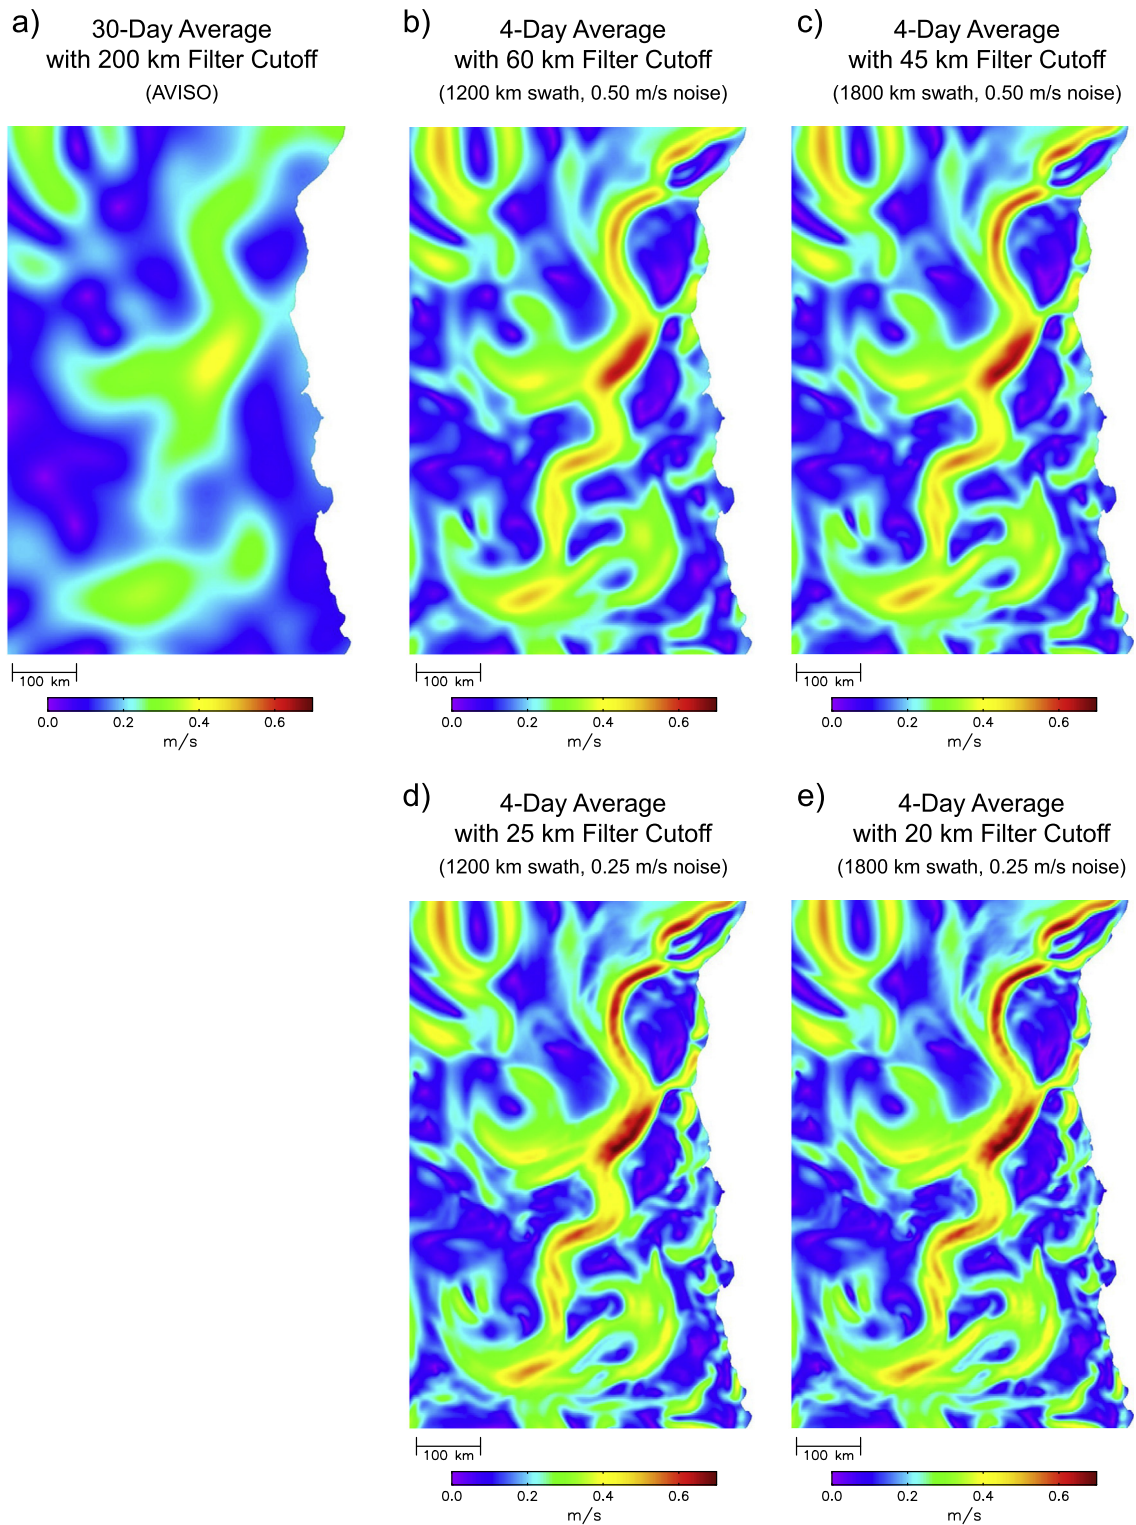 a)
30-Day Average
with 200 km Filter Cutoff
(AVISO)
b)
4-Day Average
with 60 km Filter Cutoff
(1200 km swath, 0.50 m/s noise)
c)
4-Day Average
with 45 km Filter Cutoff
(1800 km swath, 0.50 m/s noise)
100 km
0.0 0.2 0.4 0.6
m/s
100 km
0.0 0.2 0.4 0.6
m/s
100 km
0.0 0.2 0.4 0.6
m/s
d)
4-Day Average
with 25 km Filter Cutoff
(1200 km swath, 0.25 m/s noise)
e)
4-Day Average
with 20 km Filter Cutoff
(1800 km swath, 0.25 m/s noise)
100 km
0.0 0.2 0.4 0.6
m/s
100 km
0.0 0.2 0.4 0.6
m/s